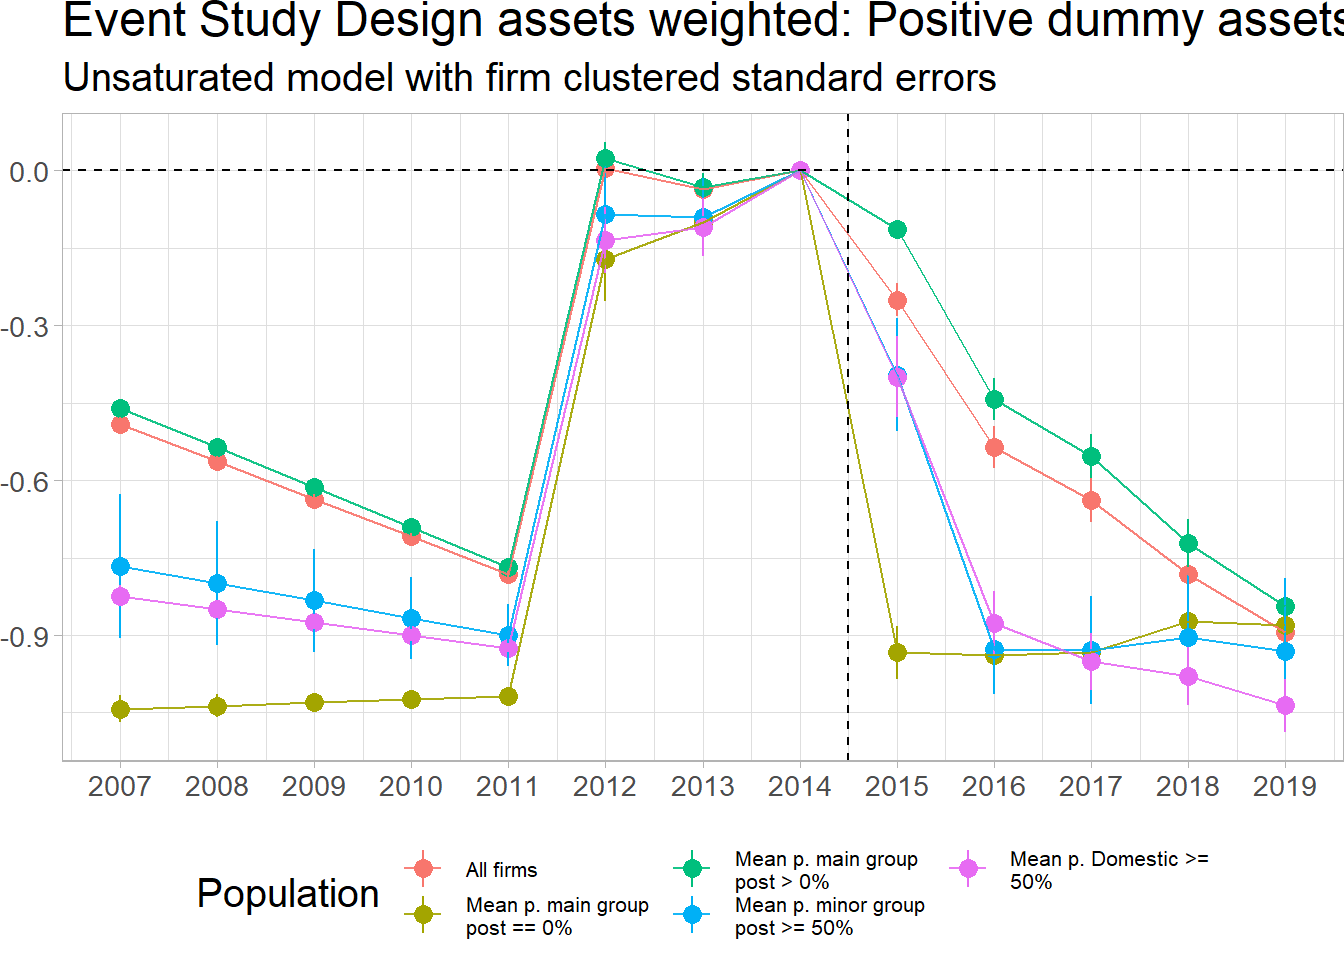 Event Study Design assets weighted: Positive dummy assets
Unsaturated model with firm clustered standard errors
0.0
-0.3
-0.6
-0.9
2007 2008 2009 2010 2011 2012 2013 2014 2015 2016 2017 2018 2019
Population
All firms
Mean p. main group
post == 0%
Mean p. main group
post > 0%
Mean p. minor group
post >= 50%
Mean p. Domestic >=
50%